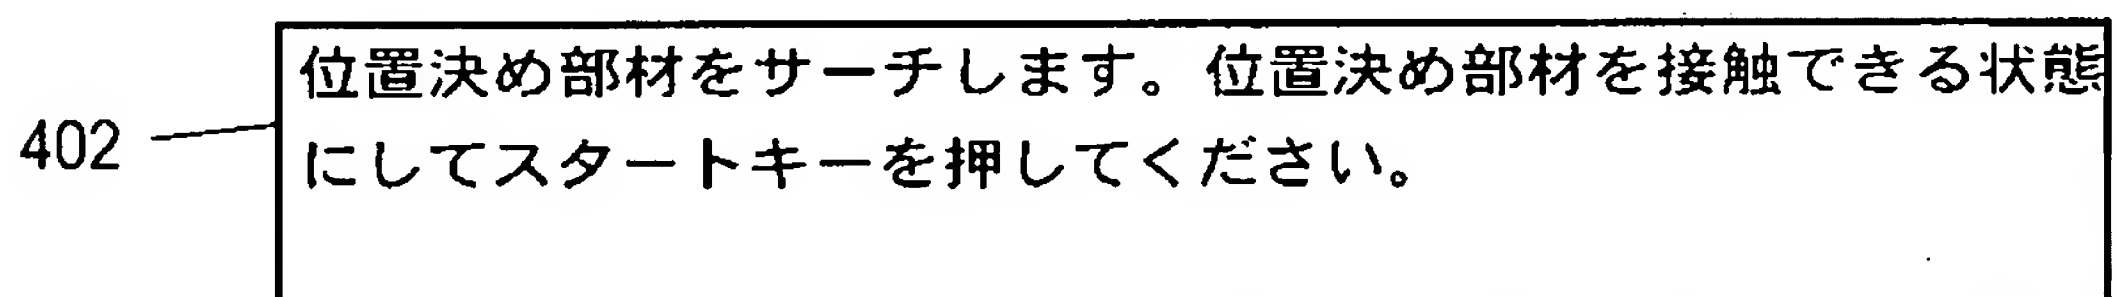 位置決め部材をサーチします。位置決め部材を接触できる状態
402
にしてスタートキーを押してください。